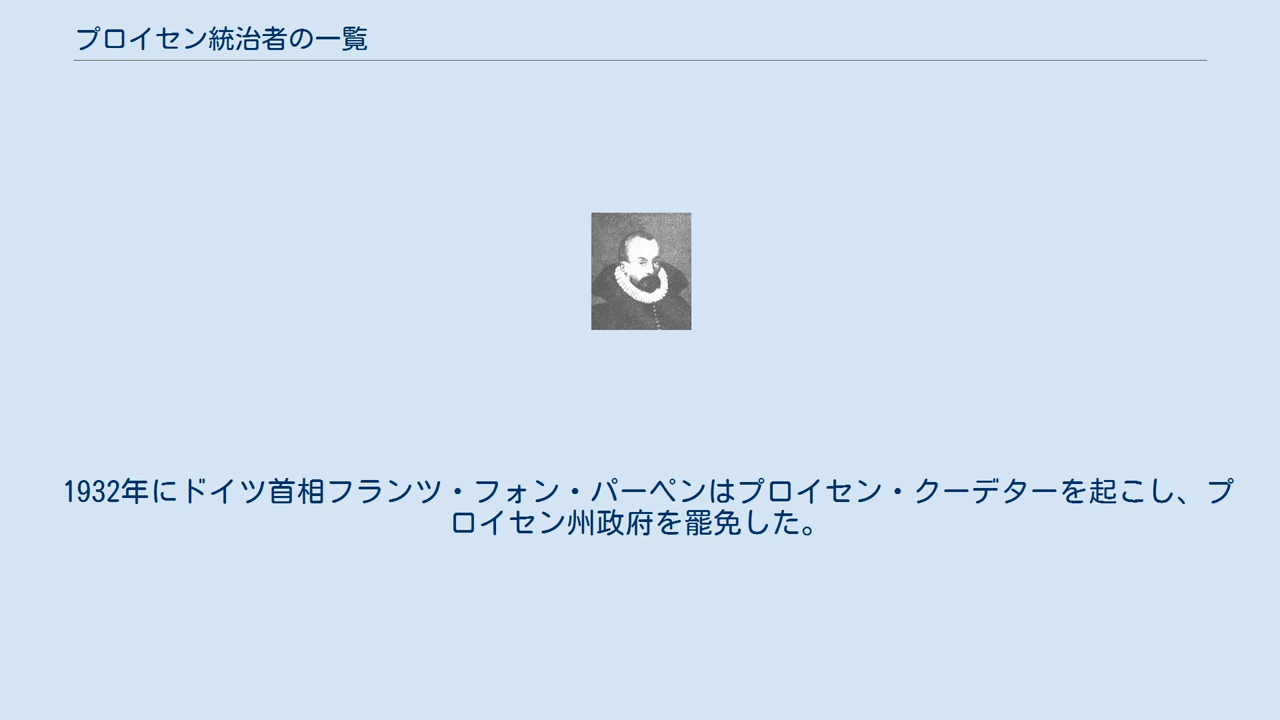 プロイセン統治者の一覧
1932年にドイツ首相フランツ・フォン・パーペンはプロイセン・クーデターを起こし、プ
ロイセン州政府を罷免した。